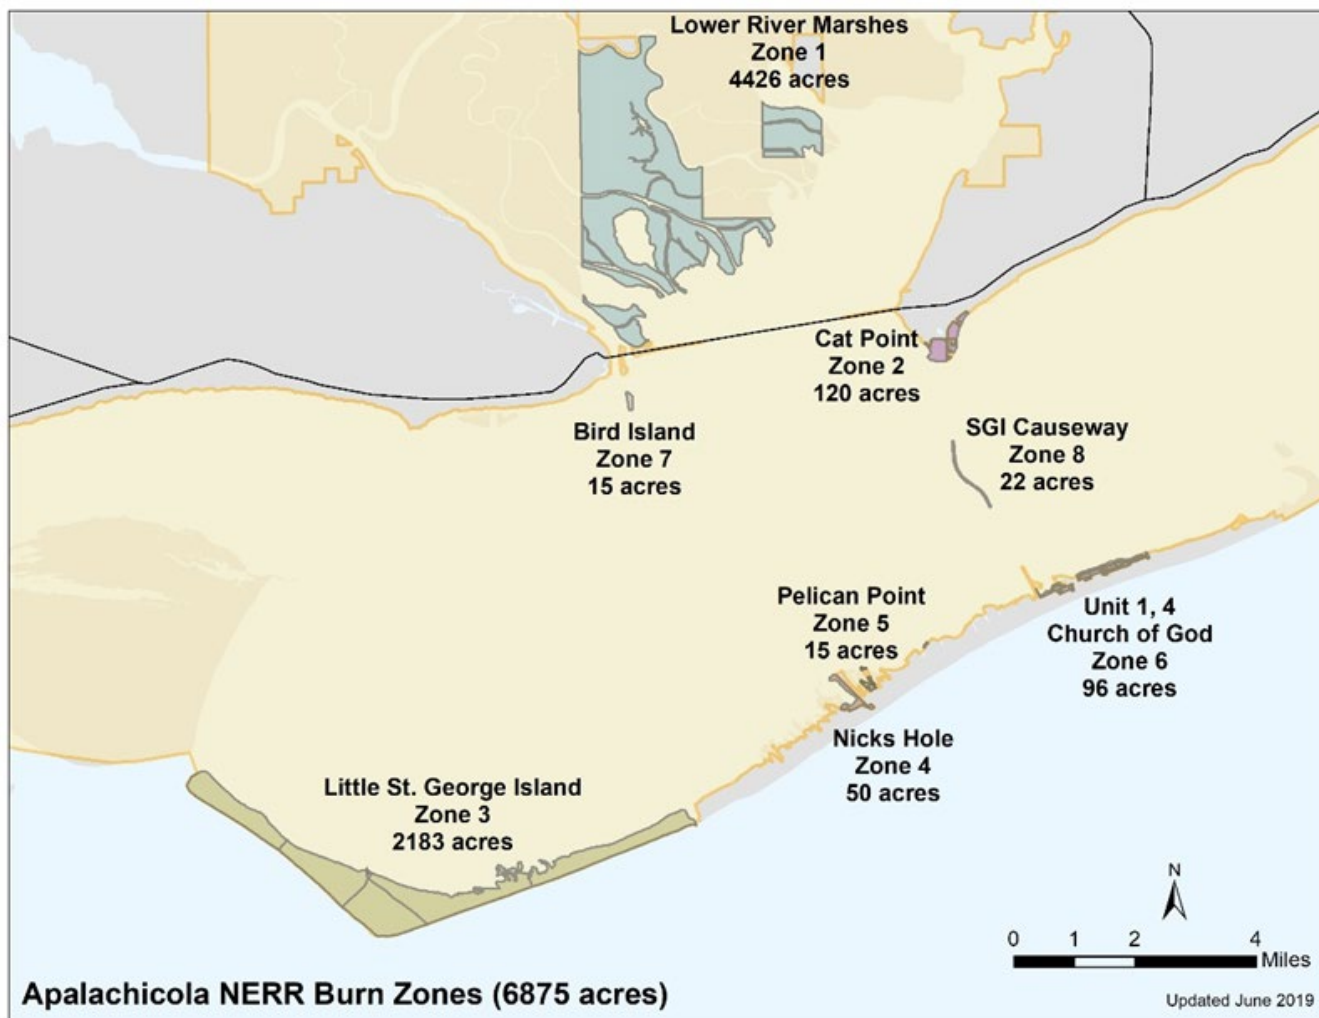 Lower River Marshes
Zone 1
4426 acres
Cat Point
Zone 2
120 acres
Bird Island
Zone 7
15 acres
SGI Causeway
Zone 8
22 acres
Pelican Point
Zone 5
15 acres
Unit 1, 4
Church of God
Zone 6
96 acres
Nicks Hole
Zone 4
50 acres
Little St. George Island
Zone 3
2183 acres
N
0 1 2 4
Miles
Apalachicola NERR Burn Zones (6875 acres)
Updated June 2019